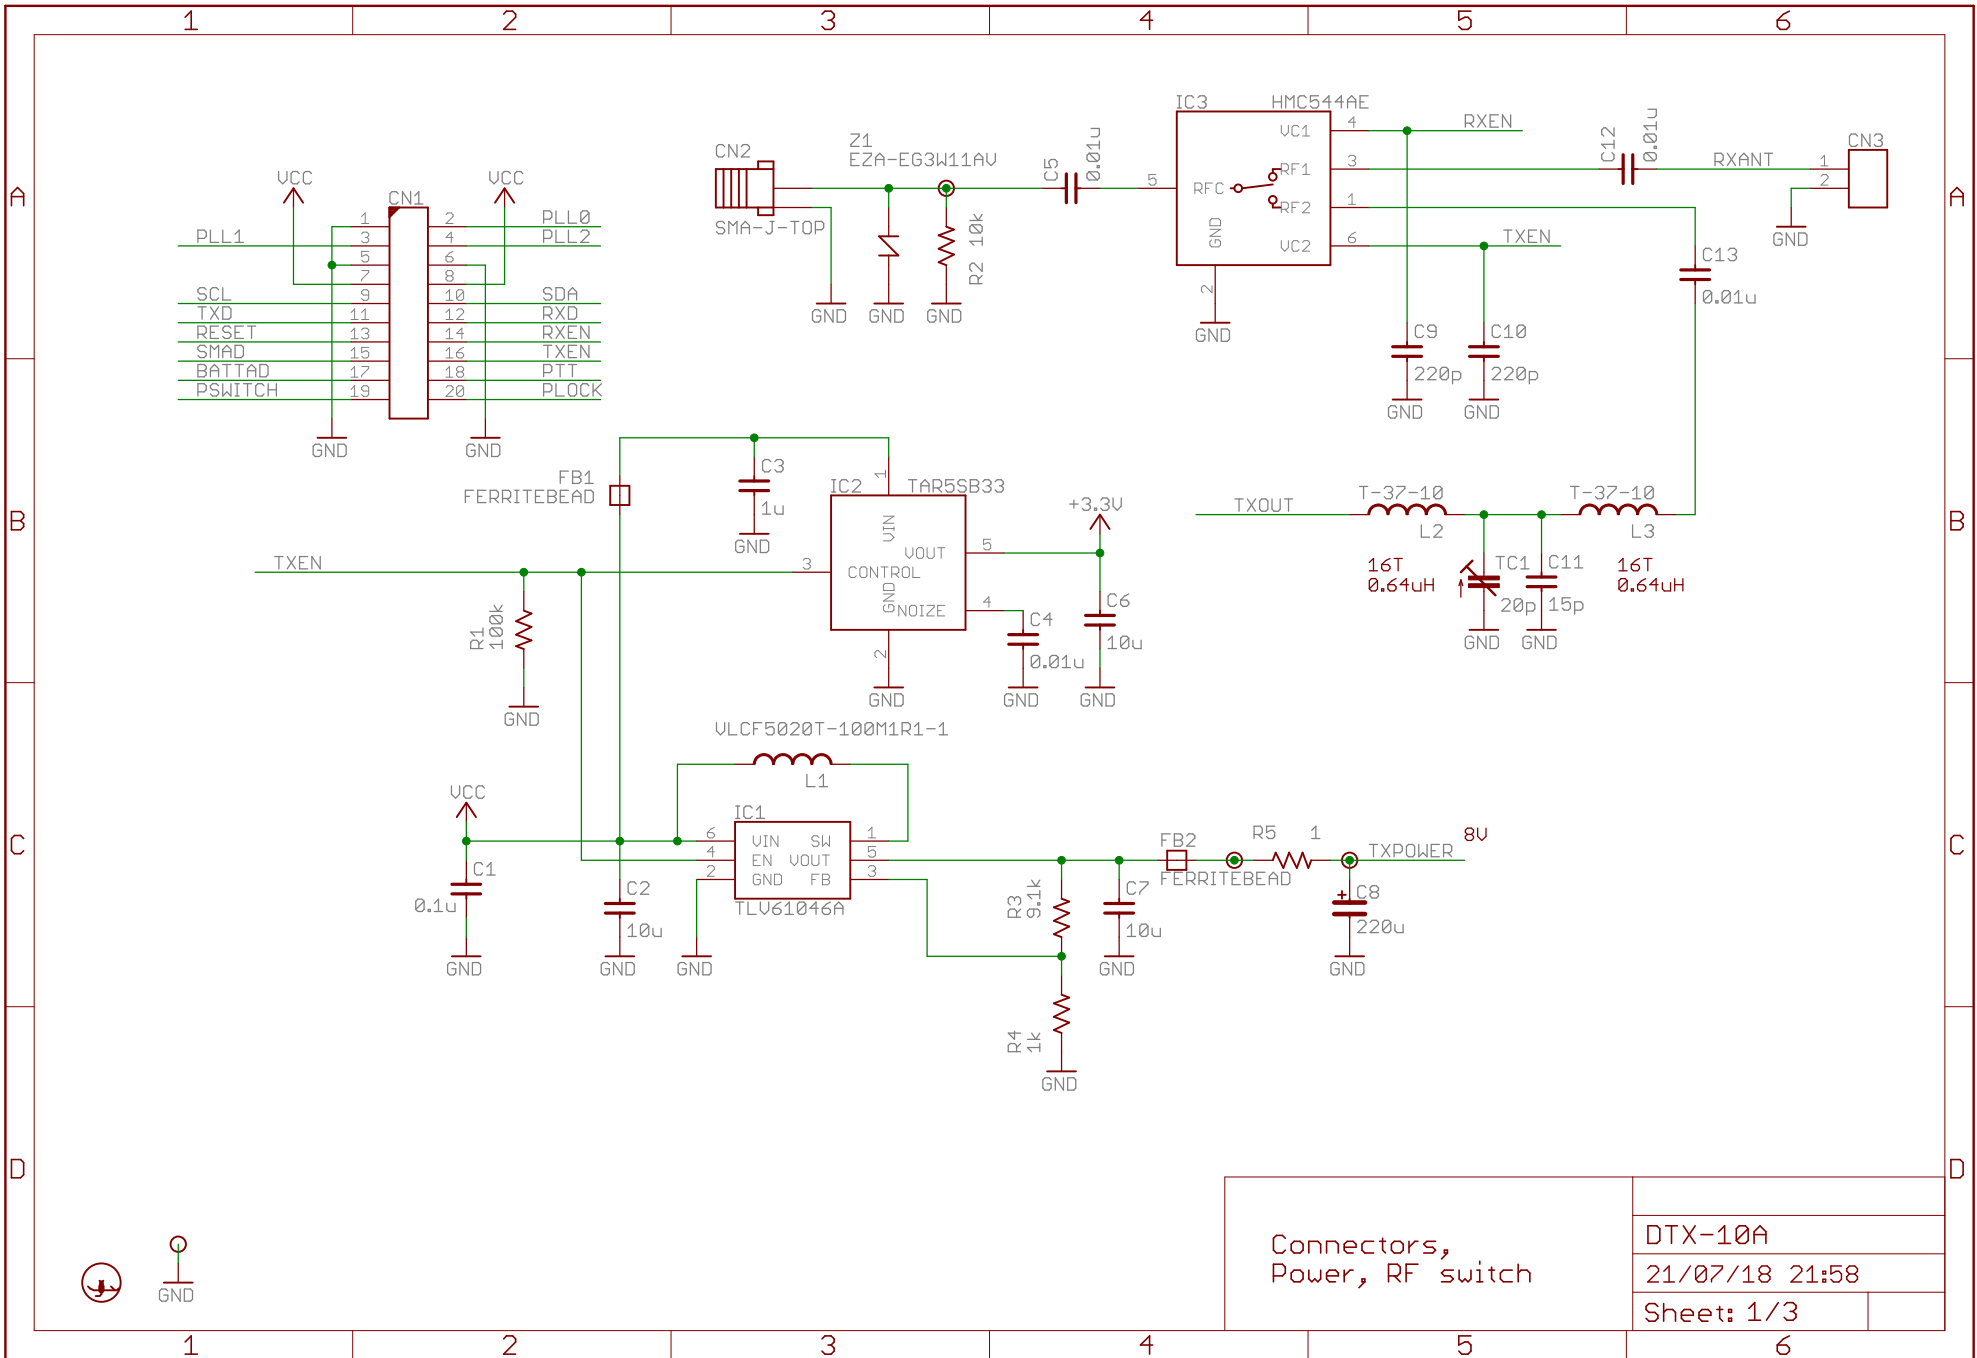 1 2 3 4 5 6
A
A
B
B
C
C
D
D
VCC
VCC
CN1
1
2
PLL0
PLL1
3
4
PLL2
5
6
7
8
SCL
9
10
SDA
TXD
11
12
RXD
RESET
13
14
RXEN
SMAD
15
16
TXEN
BATTAD
17
18
PTT
PSWITCH
19
20
PLOCK
GND
GND
CN2
SMA-J-TOP
Z1
EZA-EG3W11AV
R2 10k
GND
GND
GND
C5
0.01u
IC3
HMC544AE
5
RFC
VC1
4
RXEN
RF1
3
RF2
1
VC2
6
TXEN
GND
2
GND
C12
0.01u
RXANT
CN3
1
2
GND
C13
0.01u
C9
220p
GND
C10
220p
GND
FB1
FERRITEBEAD
C3
1u
GND
IC2
TAR5SB33
1
VIN
VOUT
5
CONTROL
3
GND
NOIZE
4
2
GND
TXEN
R1
100k
GND
+3.3V
C4
0.01u
GND
C6
10u
GND
TXOUT
T-37-10
L2
16T
0.64uH
TC1
20p
GND
C11
15p
GND
T-37-10
L3
16T
0.64uH
VLCF5020T-100M1R1-1
L1
VCC
C1
0.1u
GND
C2
10u
GND
IC1
6
VIN
SW
1
4
EN
VOUT
5
2
GND
FB
3
TLV61046A
GND
R3
9.1k
R4
1k
GND
C7
10u
GND
FB2
FERRITEBEAD
R5
1
TXPOWER
8V
+
C8
220u
GND
GND
Connectors,
Power, RF switch
DTX-10A
21/07/18 21:58
Sheet: 1/3
1 2 3 4 5 6